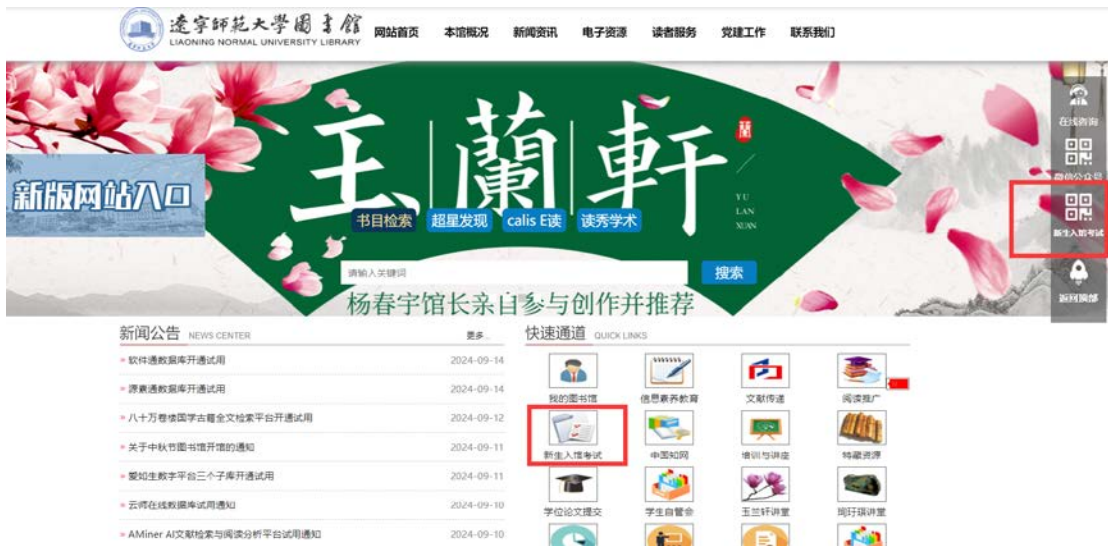 遼寧師範大學圖書館
LIAONING NORMAL UNIVERSITY LIBRARY
网站首页 本馆概况 新闻资讯 电子资源 读者服务 党建工作 联系我们
玉蘭軒
蘭
YU
LAN
XUAN
新版网站入口
书目检索 超星发现 calis E读 读秀学术
请输入关键词 搜索
杨春宇馆长亲自参与创作并推荐
在线咨询
微信公众号
新生入馆考试
返回顶部
新闻公告 NEWS CENTER 更多...
» 软件通数据库开通试用 2024-09-14
» 源素通数据库开通试用 2024-09-14
» 八十万卷楼国学古籍全文检索平台开通试用 2024-09-12
» 关于中秋节图书馆开馆的通知 2024-09-11
» 爱如生数字平台三个子库开通试用 2024-09-11
» 云师在线数据库试用通知 2024-09-10
» AMiner AI文献检索与阅读分析平台试用通知 2024-09-10
快速通道 QUICK LINKS
我的图书馆 信息素养教育 文献传递 阅读推广
新生入馆考试 中国知网 培训与讲座 特藏资源
学位论文提交 学生自管会 玉兰轩讲堂 珣玗琪讲堂